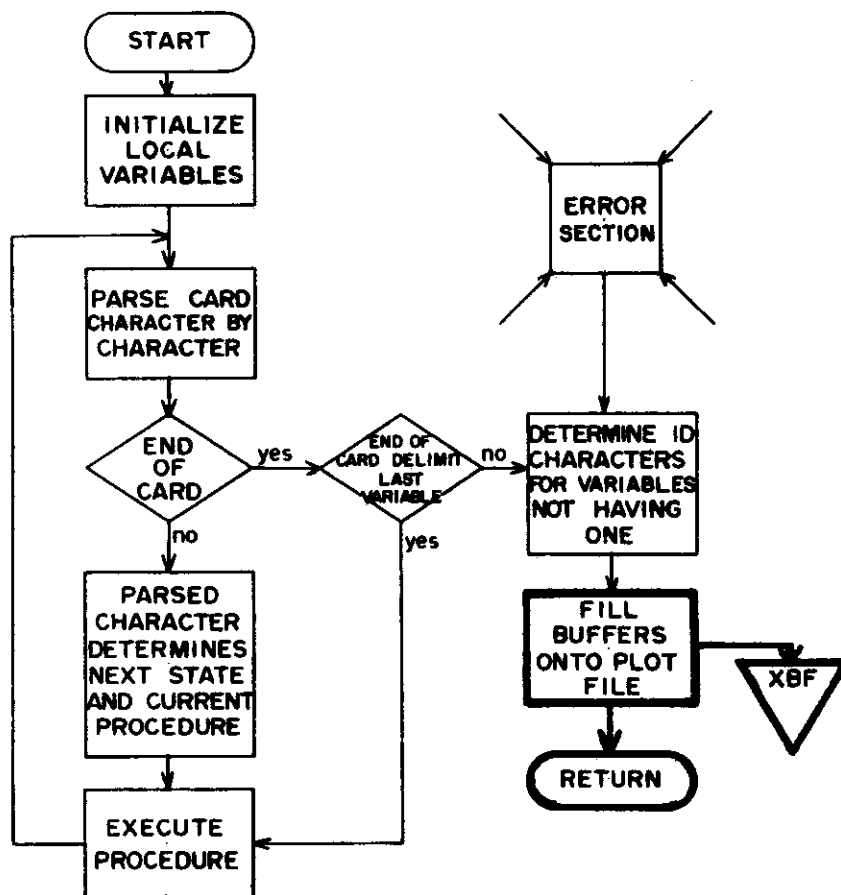 START
INITIALIZE
LOCAL
VARIABLES
PARSE CARD
CHARACTER BY
CHARACTER
END
OF
CARD
yes
no
END OF
CARD DELIMIT
LAST
VARIABLE
no
yes
PARSED
CHARACTER
DETERMINES
NEXT STATE
AND CURRENT
PROCEDURE
EXECUTE
PROCEDURE
ERROR
SECTION
DETERMINE ID
CHARACTERS
FOR VARIABLES
NOT HAVING
ONE
FILL
BUFFERS
ONTO PLOT
FILE
XBF
RETURN